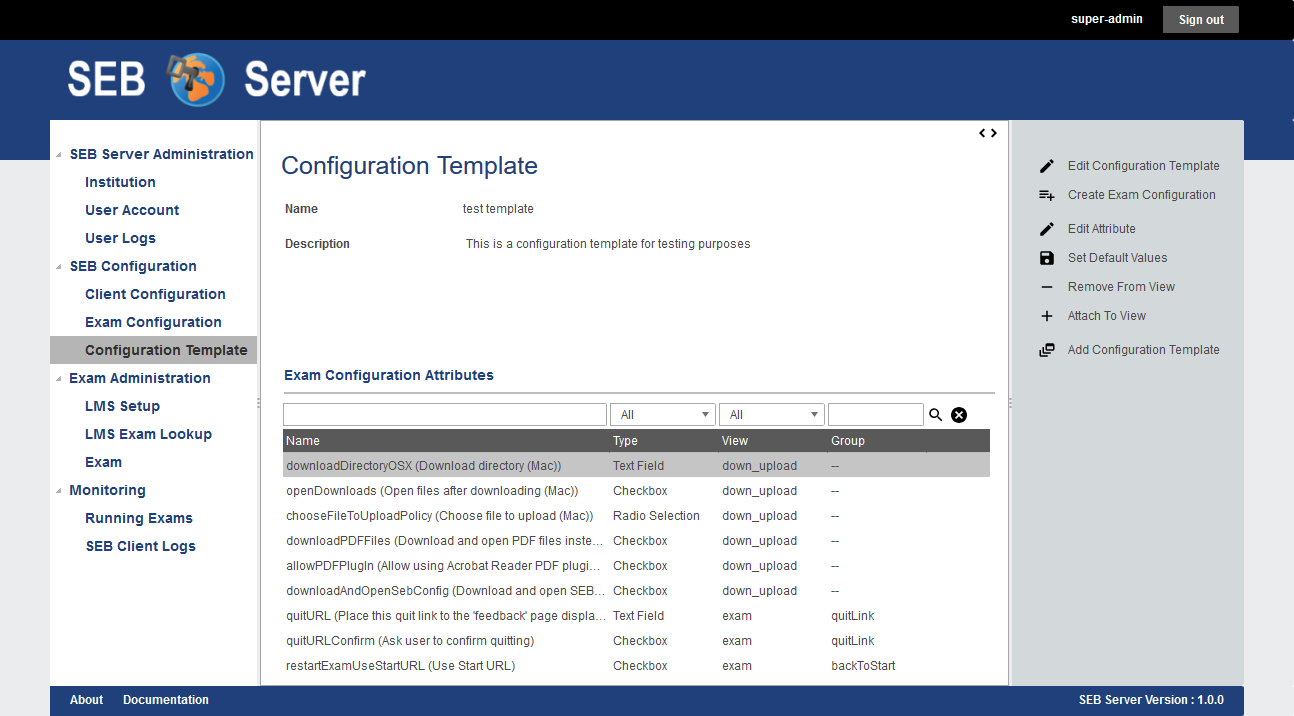 super-admin Sign out
SEB Server
SEB Server Administration
Institution
User Account
User Logs
SEB Configuration
Client Configuration
Exam Configuration
Configuration Template
Exam Administration
LMS Setup
LMS Exam Lookup
Exam
Monitoring
Running Exams
SEB Client Logs
Configuration Template
Name test template
Description This is a configuration template for testing purposes
Exam Configuration Attributes
All All
Name Type View Group
downloadDirectoryOSX (Download directory (Mac)) Text Field down_upload --
openDownloads (Open files after downloading (Mac)) Checkbox down_upload --
chooseFileToUploadPolicy (Choose file to upload (Mac)) Radio Selection down_upload --
downloadPDFFiles (Download and open PDF files inste... Checkbox down_upload --
allowPDFPlugIn (Allow using Acrobat Reader PDF plugi... Checkbox down_upload --
downloadAndOpenSebConfig (Download and open SEB... Checkbox down_upload --
quitURL (Place this quit link to the 'feedback' page displa... Text Field exam quitLink
quitURLConfirm (Ask user to confirm quitting) Checkbox exam quitLink
restartExamUseStartURL (Use Start URL) Checkbox exam backToStart
Edit Configuration Template
Create Exam Configuration
Edit Attribute
Set Default Values
Remove From View
Attach To View
Add Configuration Template
About Documentation SEB Server Version : 1.0.0